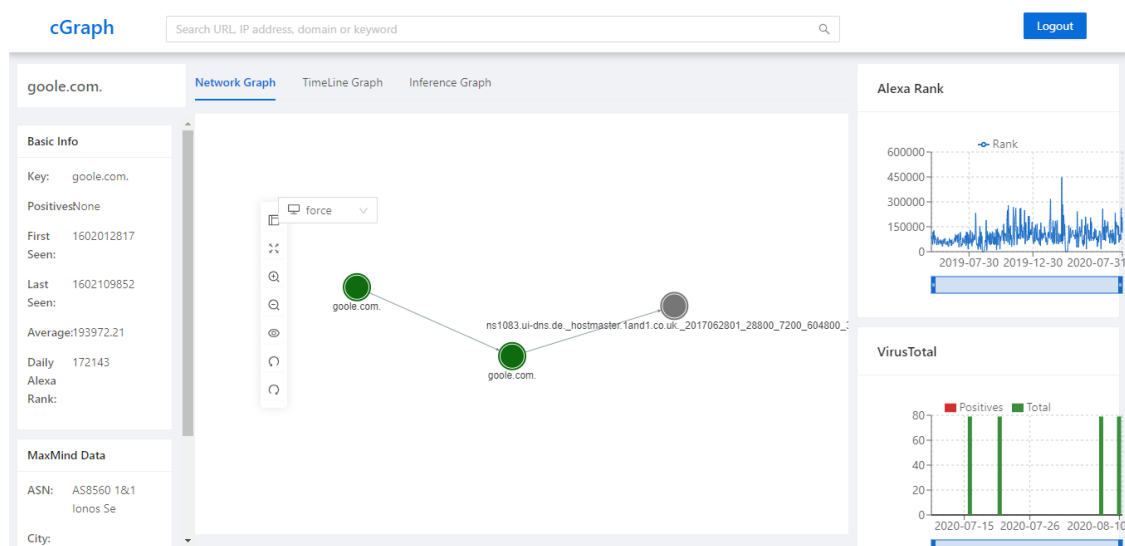 cGraph
Search URL, IP address, domain or keyword
Logout
goole.com.
Network Graph TimeLine Graph Inference Graph
Basic Info
Key: goole.com.
Positives None
First Seen: 1602012817
Last Seen: 1602109852
Average: 193972.21
Daily Alexa Rank: 172143
MaxMind Data
ASN: AS8560 1&1 Ionos Se
City:
force
goole.com.
ns1083.ui-dns.de._hostmaster.1and1.co.uk._2017062801_28800_7200_604800_3
goole.com.
Alexa Rank
Rank
600000
450000
300000
150000
0
2019-07-30 2019-12-30 2020-07-31
VirusTotal
Positives Total
80
60
40
20
0
2020-07-15 2020-07-26 2020-08-10